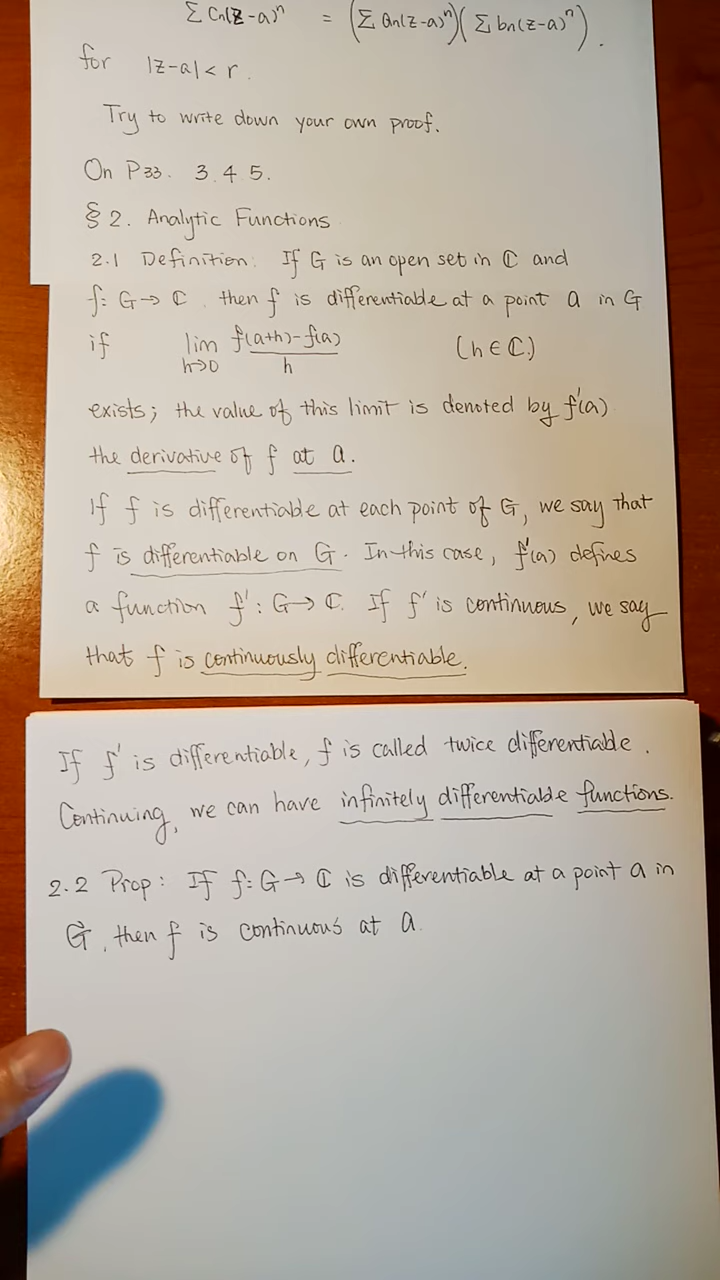 Σ Cn(z-a)ⁿ = (Σ an(z-a)ⁿ)(Σ bn(z-a)ⁿ).
for |z-a| < r.
Try to write down your own proof.
On P33. 3. 4. 5.
§ 2. Analytic Functions
2.1 Definition: If G is an open set in ℂ and
f: G → ℂ, then f is differentiable at a point a in G
if lim h→0 f(a+h)-f(a) / h (h ∈ ℂ.)
exists; the value of this limit is denoted by f'(a)
the derivative of f at a.
If f is differentiable at each point of G, we say that
f is differentiable on G. In this case, f'(a) defines
a function f': G → ℂ. If f' is continuous, we say
that f is continuously differentiable.
If f' is differentiable, f is called twice differentiable.
Continuing, we can have infinitely differentiable functions.
2.2 Prop: If f: G → ℂ is differentiable at a point a in
G, then f is continuous at a.